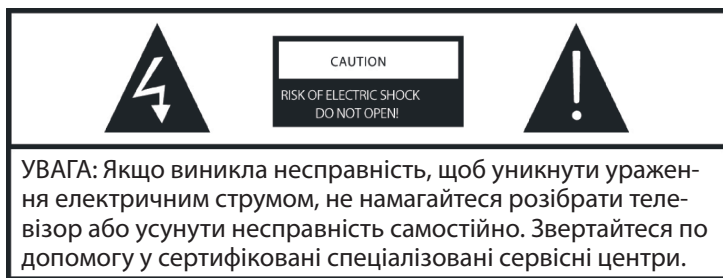 CAUTION
RISK OF ELECTRIC SHOCK
DO NOT OPEN!
УВАГА: Якщо виникла несправність, щоб уникнути уражен-
ня електричним струмом, не намагайтеся розібрати теле-
візор або усунути несправність самостійно. Звертайтеся по
допомогу у сертифіковані спеціалізовані сервісні центри.